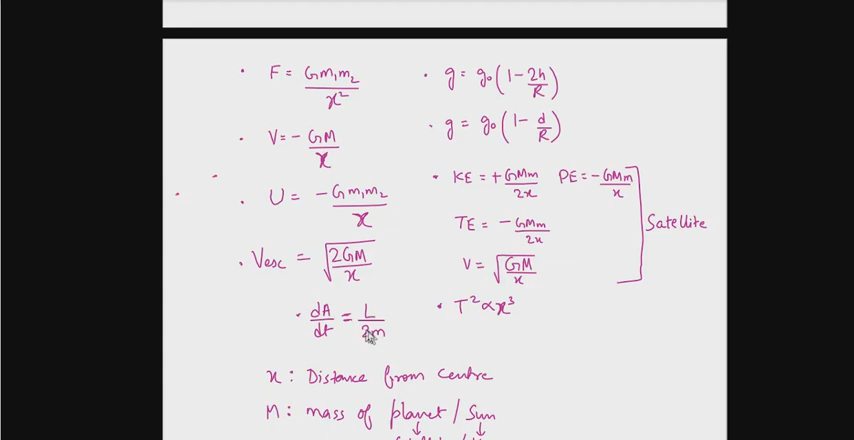 • F = Gm₁m₂/x²
• V = - GM/x
• U = - Gm₁m₂/x
• Vesc = √(2GM/x)
• dA/dt = L/2m
• g = g₀(1 - 2h/R)
• g = g₀(1 - d/R)
• KE = + GMm/2x PE = - GMm/x
TE = - GMm/2x
V = √(GM/x)
Satellite
• T² ∝ x³
x : Distance from centre
M : mass of planet / Sun